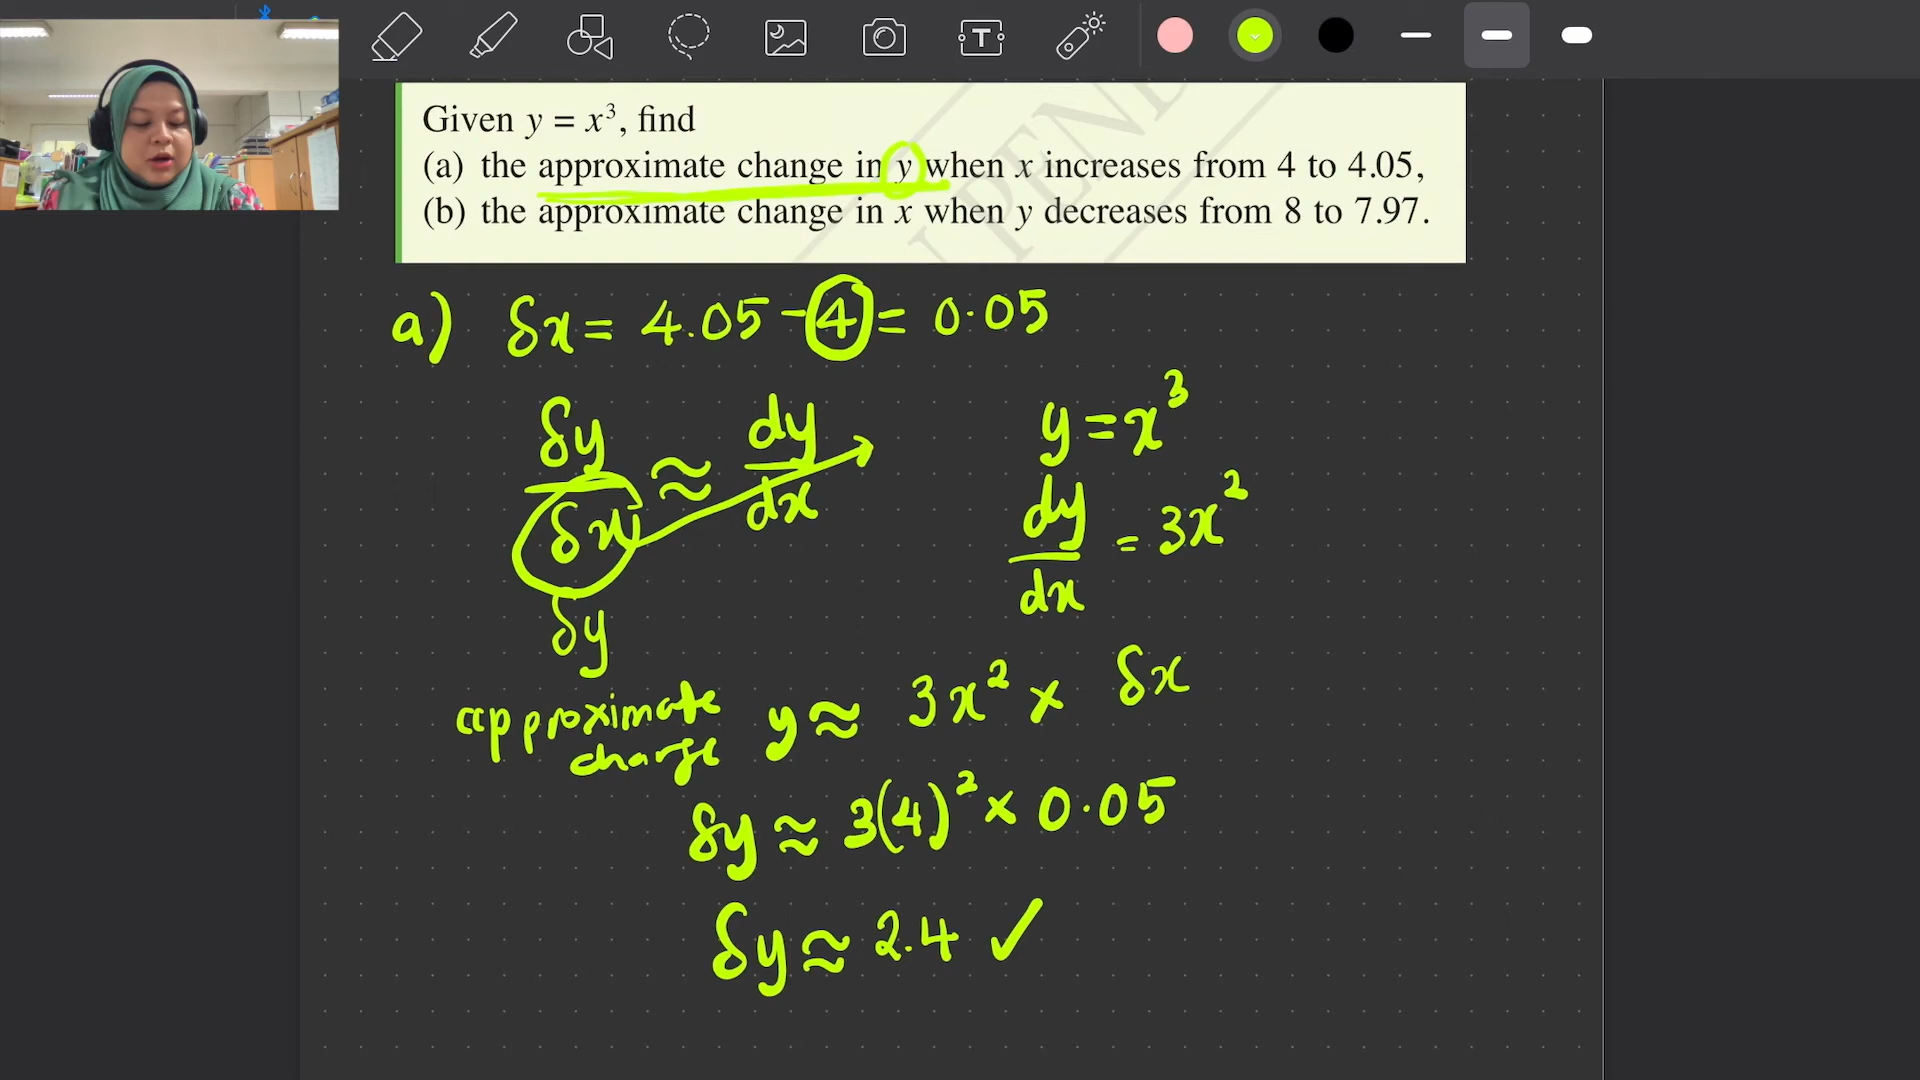 Given y = x³, find
(a) the approximate change in y when x increases from 4 to 4.05,
(b) the approximate change in x when y decreases from 8 to 7.97.
a) δx = 4.05 - 4 = 0.05
δy/δx ≈ dy/dx
y = x³
dy/dx = 3x²
δy
approximate change y ≈ 3x² × δx
δy ≈ 3(4)² × 0.05
δy ≈ 2.4 ✓
T